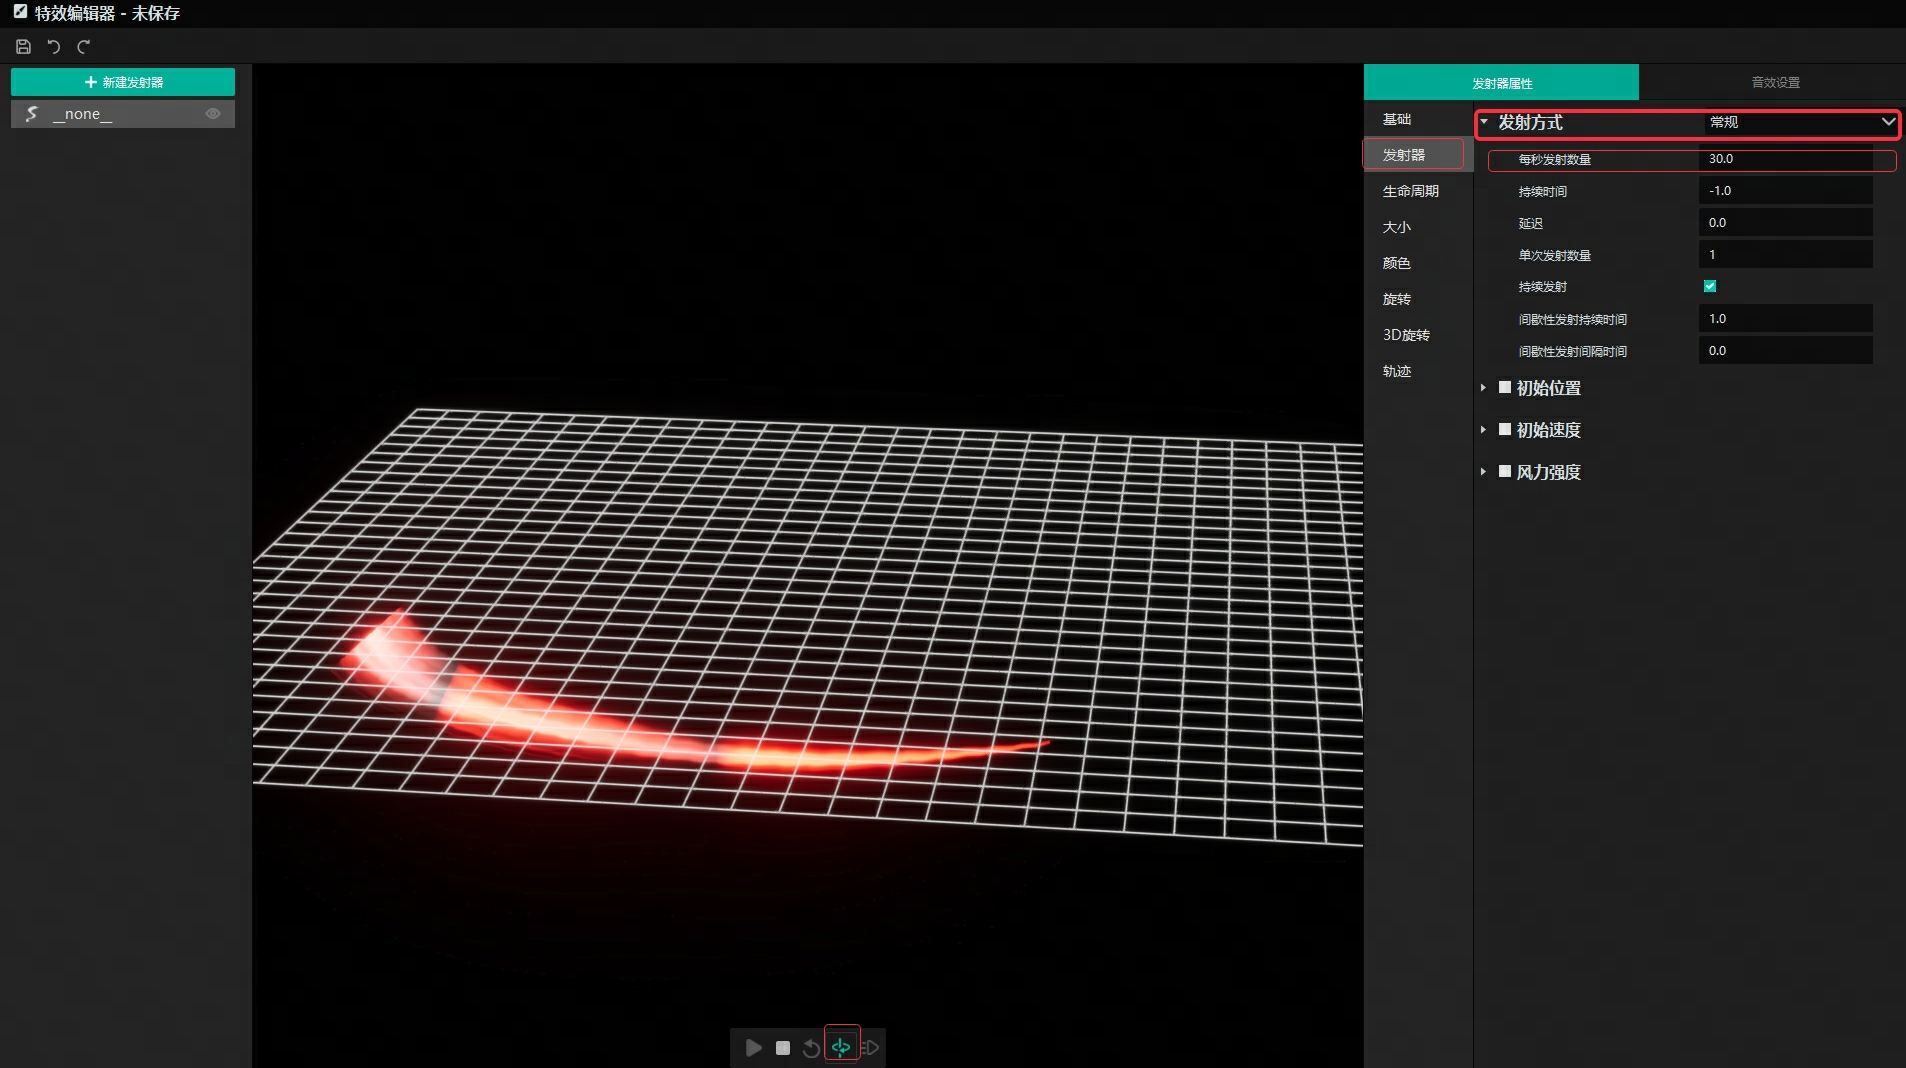 特效编辑器 - 未保存
新建发射器
__none__
发射器属性
音效设置
基础
发射器
生命周期
大小
颜色
旋转
3D旋转
轨迹
发射方式
常规
每秒发射数量
30.0
持续时间
-1.0
延迟
0.0
单次发射数量
1
持续发射
间歇性发射持续时间
1.0
间歇性发射间隔时间
0.0
初始位置
初始速度
风力强度